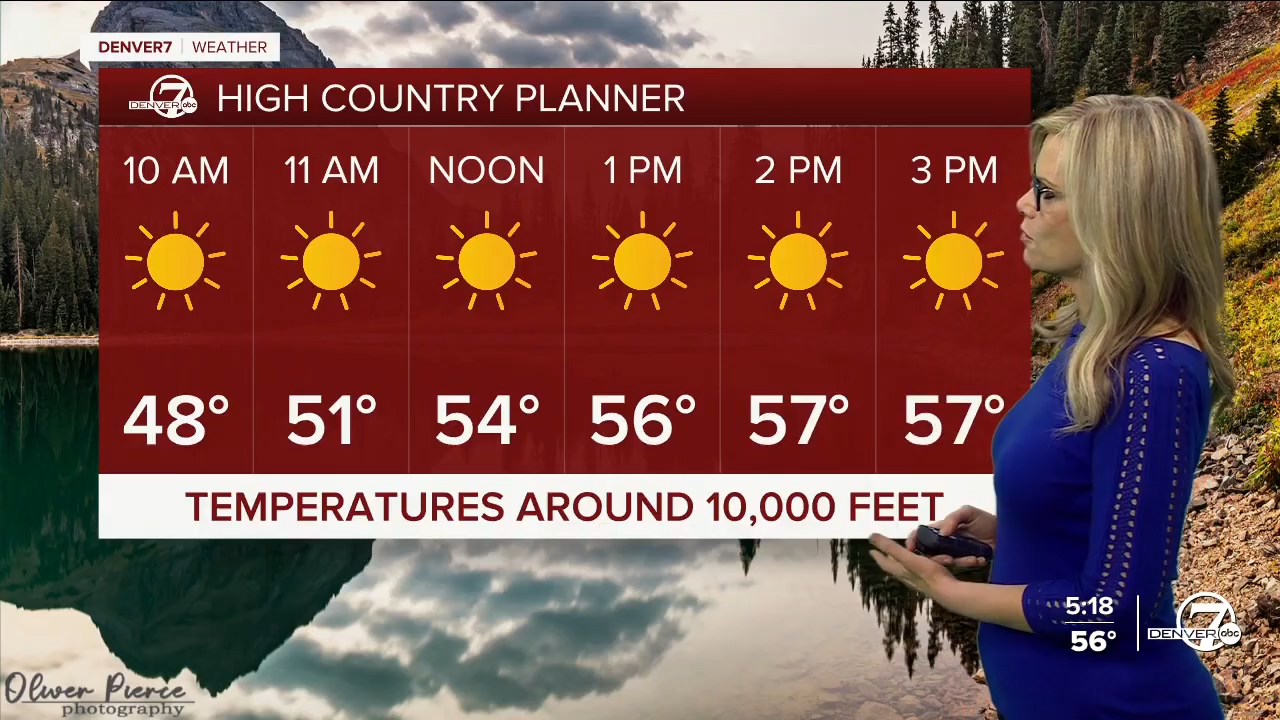 DENVER7 | WEATHER
DENVER 7 abc HIGH COUNTRY PLANNER
10 AM 11 AM NOON 1 PM 2 PM 3 PM
48° 51° 54° 56° 57° 57°
TEMPERATURES AROUND 10,000 FEET
5:18
56°
DENVER 7 abc
Oliver Pierce
photography